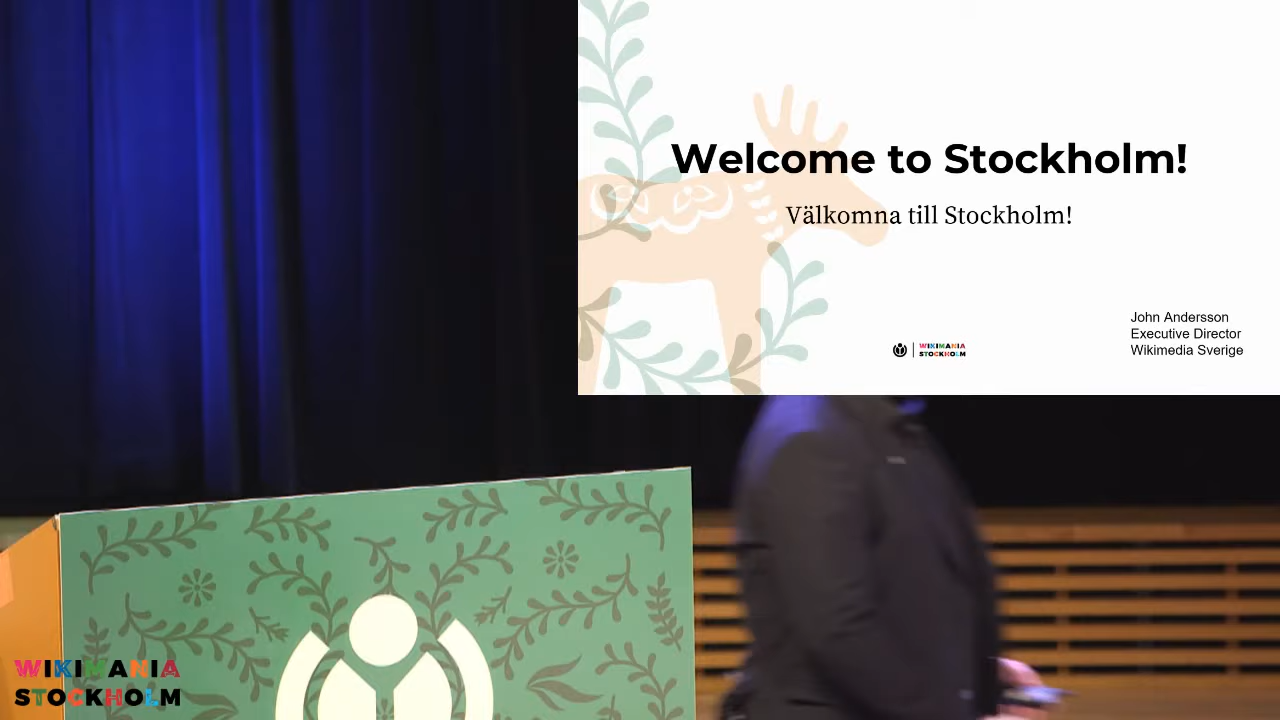 Welcome to Stockholm!
Välkomna till Stockholm!
John Andersson
Executive Director
Wikimedia Sverige
WIKIMANIA
STOCKHOLM
WIKIMANIA
STOCKHOLM